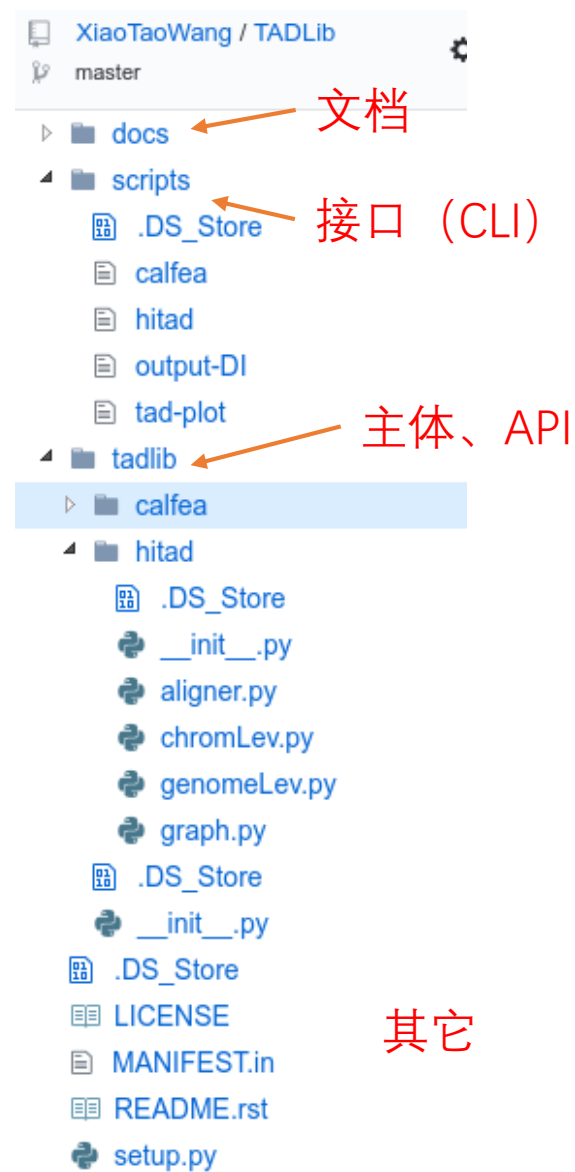 XiaoTaoWang / TADLib
master
docs
文档
scripts
接口（CLI）
.DS_Store
calfea
hitad
output-DI
tad-plot
主体、API
tadlib
calfea
hitad
.DS_Store
__init__.py
aligner.py
chromLev.py
genomeLev.py
graph.py
.DS_Store
__init__.py
.DS_Store
LICENSE
其它
MANIFEST.in
README.rst
setup.py